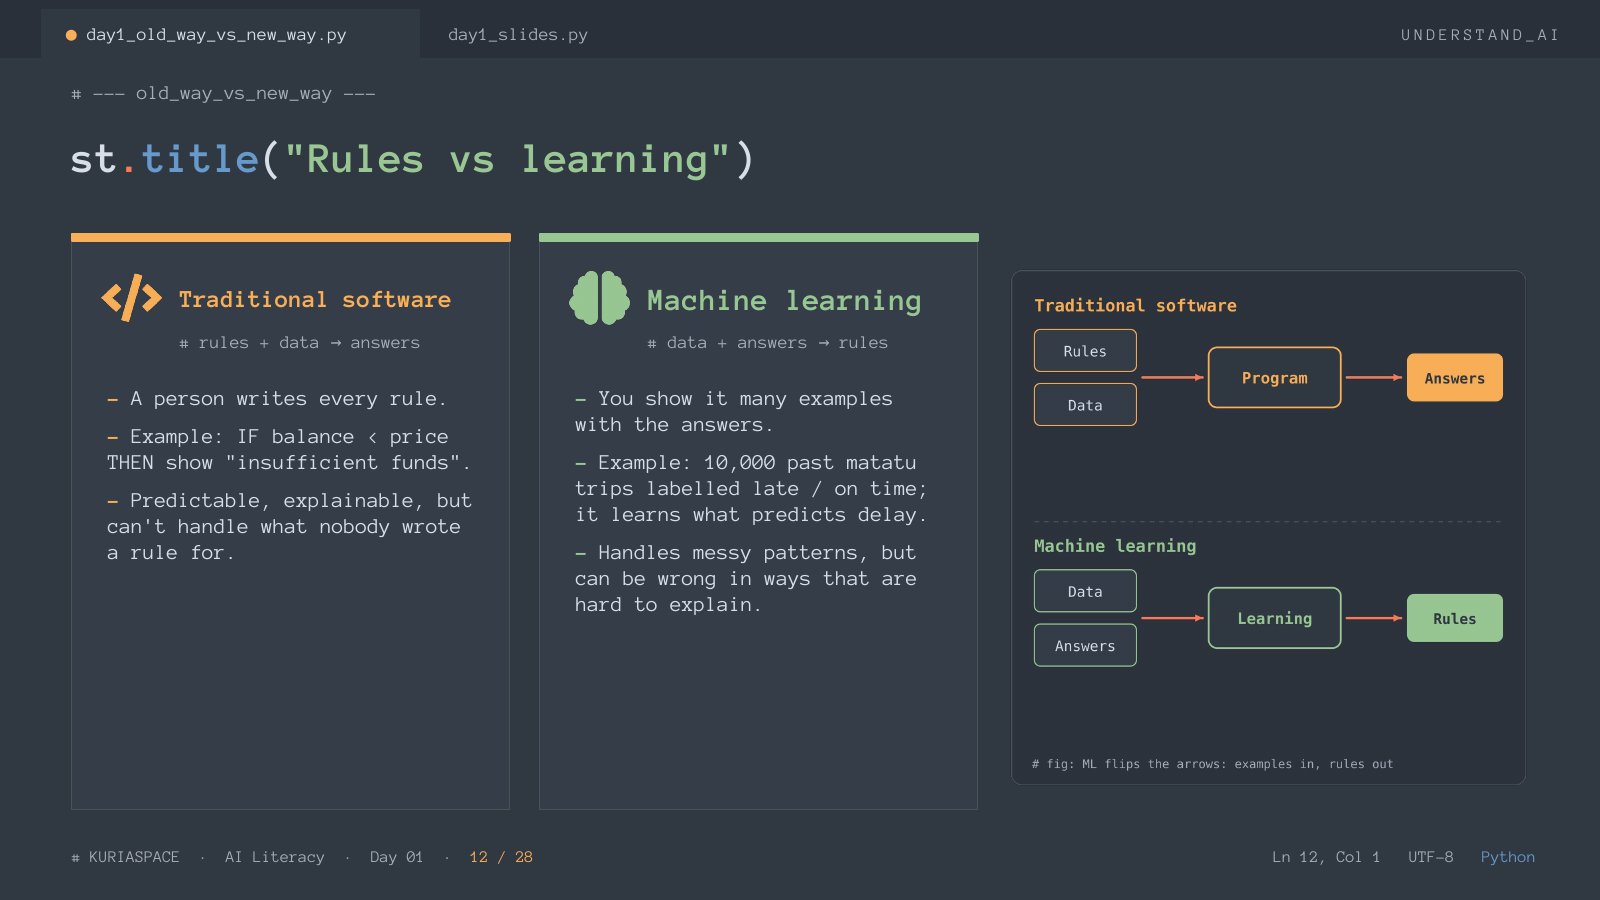 day1_old_way_vs_new_way.py
day1_slides.py
UNDERSTAND_AI
# --- old_way_vs_new_way ---
st.title("Rules vs learning")
Traditional software
# rules + data → answers
– A person writes every rule.
– Example: IF balance < price
THEN show "insufficient funds".
– Predictable, explainable, but
can't handle what nobody wrote
a rule for.
Machine learning
# data + answers → rules
– You show it many examples
with the answers.
– Example: 10,000 past matatu
trips labelled late / on time;
it learns what predicts delay.
– Handles messy patterns, but
can be wrong in ways that are
hard to explain.
Traditional software
Rules
Data
Program
Answers
Machine learning
Data
Answers
Learning
Rules
# fig: ML flips the arrows: examples in, rules out
# KURIASPACE · AI Literacy · Day 01 · 12 / 28
Ln 12, Col 1 UTF-8 Python